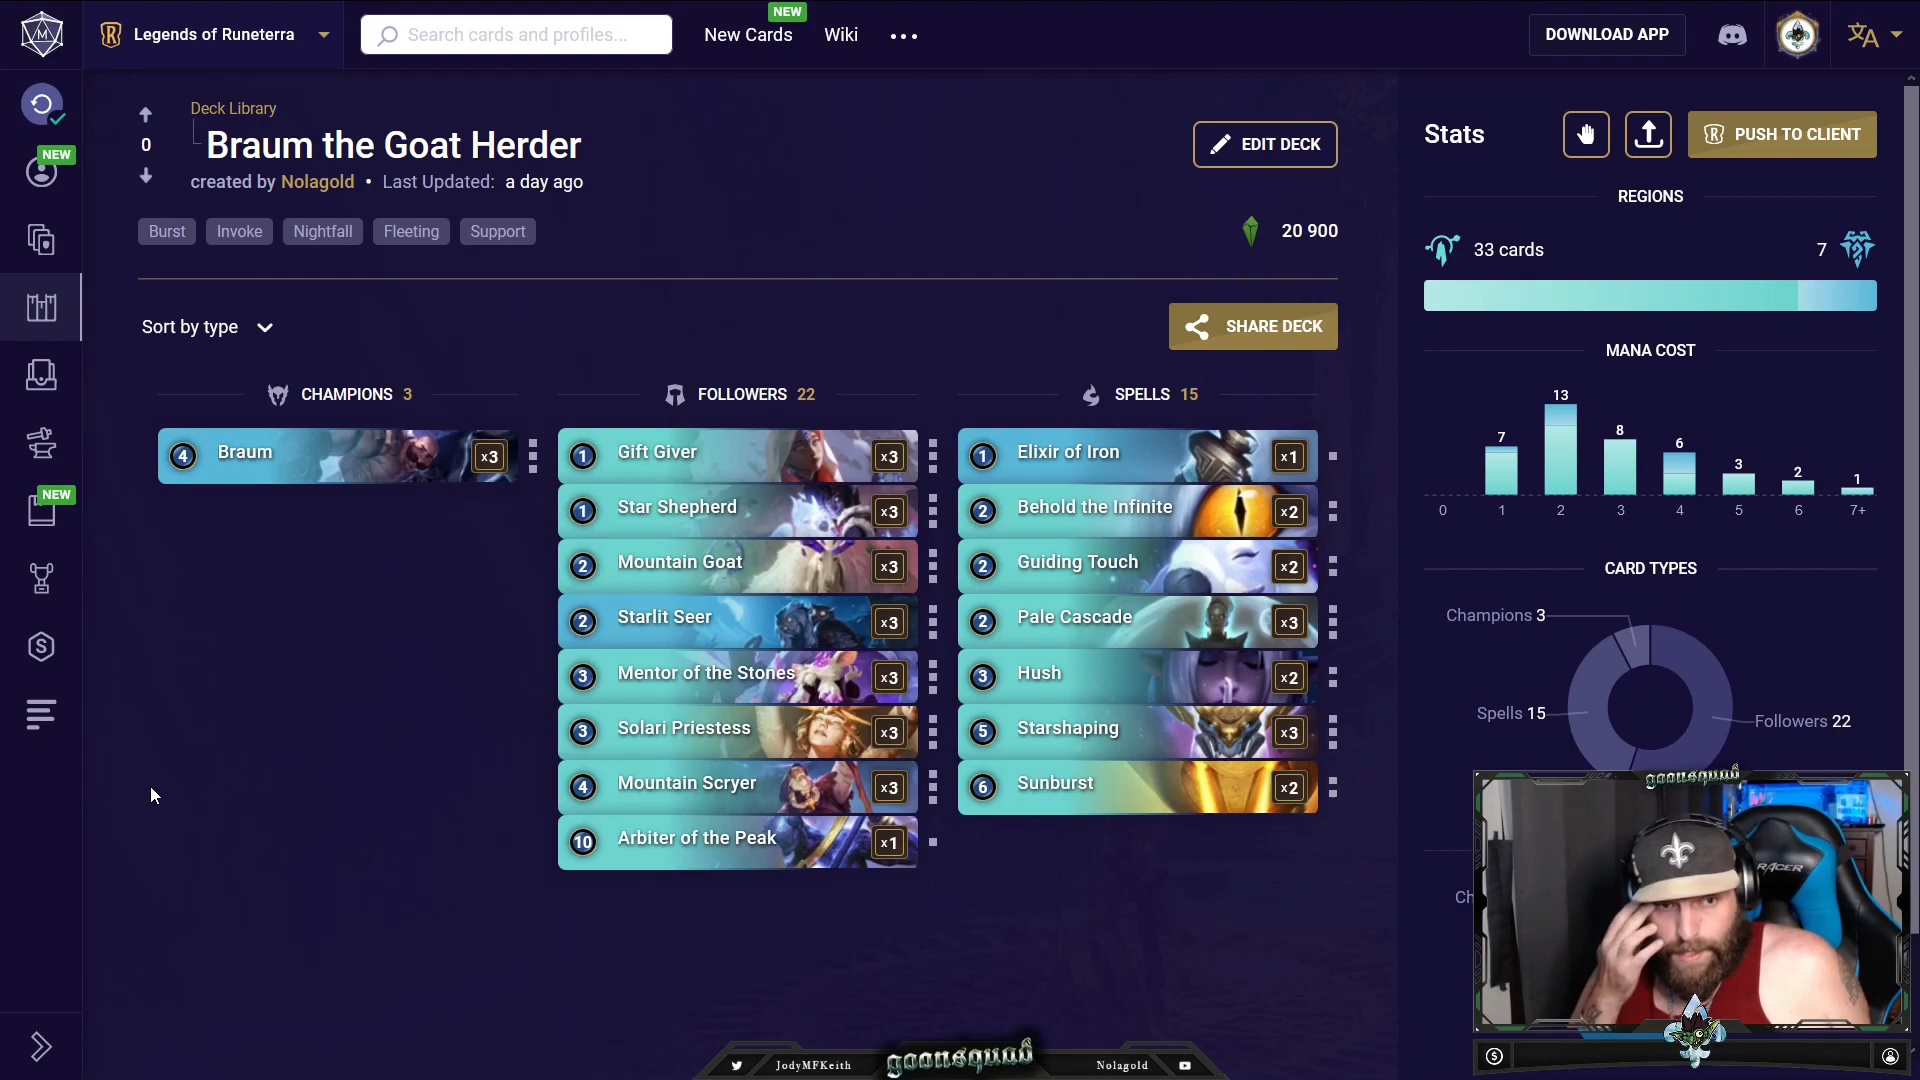 Legends of Runeterra
Search cards and profiles...
NEW
New Cards
Wiki
DOWNLOAD APP
Deck Library
Braum the Goat Herder
0
created by Nolagold • Last Updated: a day ago
EDIT DECK
Burst
Invoke
Nightfall
Fleeting
Support
20 900
Sort by type
SHARE DECK
NEW
NEW
CHAMPIONS 3
4 Braum x3
FOLLOWERS 22
1 Gift Giver x3
1 Star Shepherd x3
2 Mountain Goat x3
2 Starlit Seer x3
3 Mentor of the Stones x3
3 Solari Priestess x3
4 Mountain Scryer x3
10 Arbiter of the Peak x1
SPELLS 15
1 Elixir of Iron x1
2 Behold the Infinite x2
2 Guiding Touch x2
2 Pale Cascade x3
3 Hush x2
5 Starshaping x3
6 Sunburst x2
Stats
PUSH TO CLIENT
REGIONS
33 cards
7
MANA COST
7 13 8 6 3 2 1
0 1 2 3 4 5 6 7+
CARD TYPES
Champions 3
Spells 15
Followers 22
Ch
goonsquad
RACER
JodyMFKeith
goonsquad
Nolagold